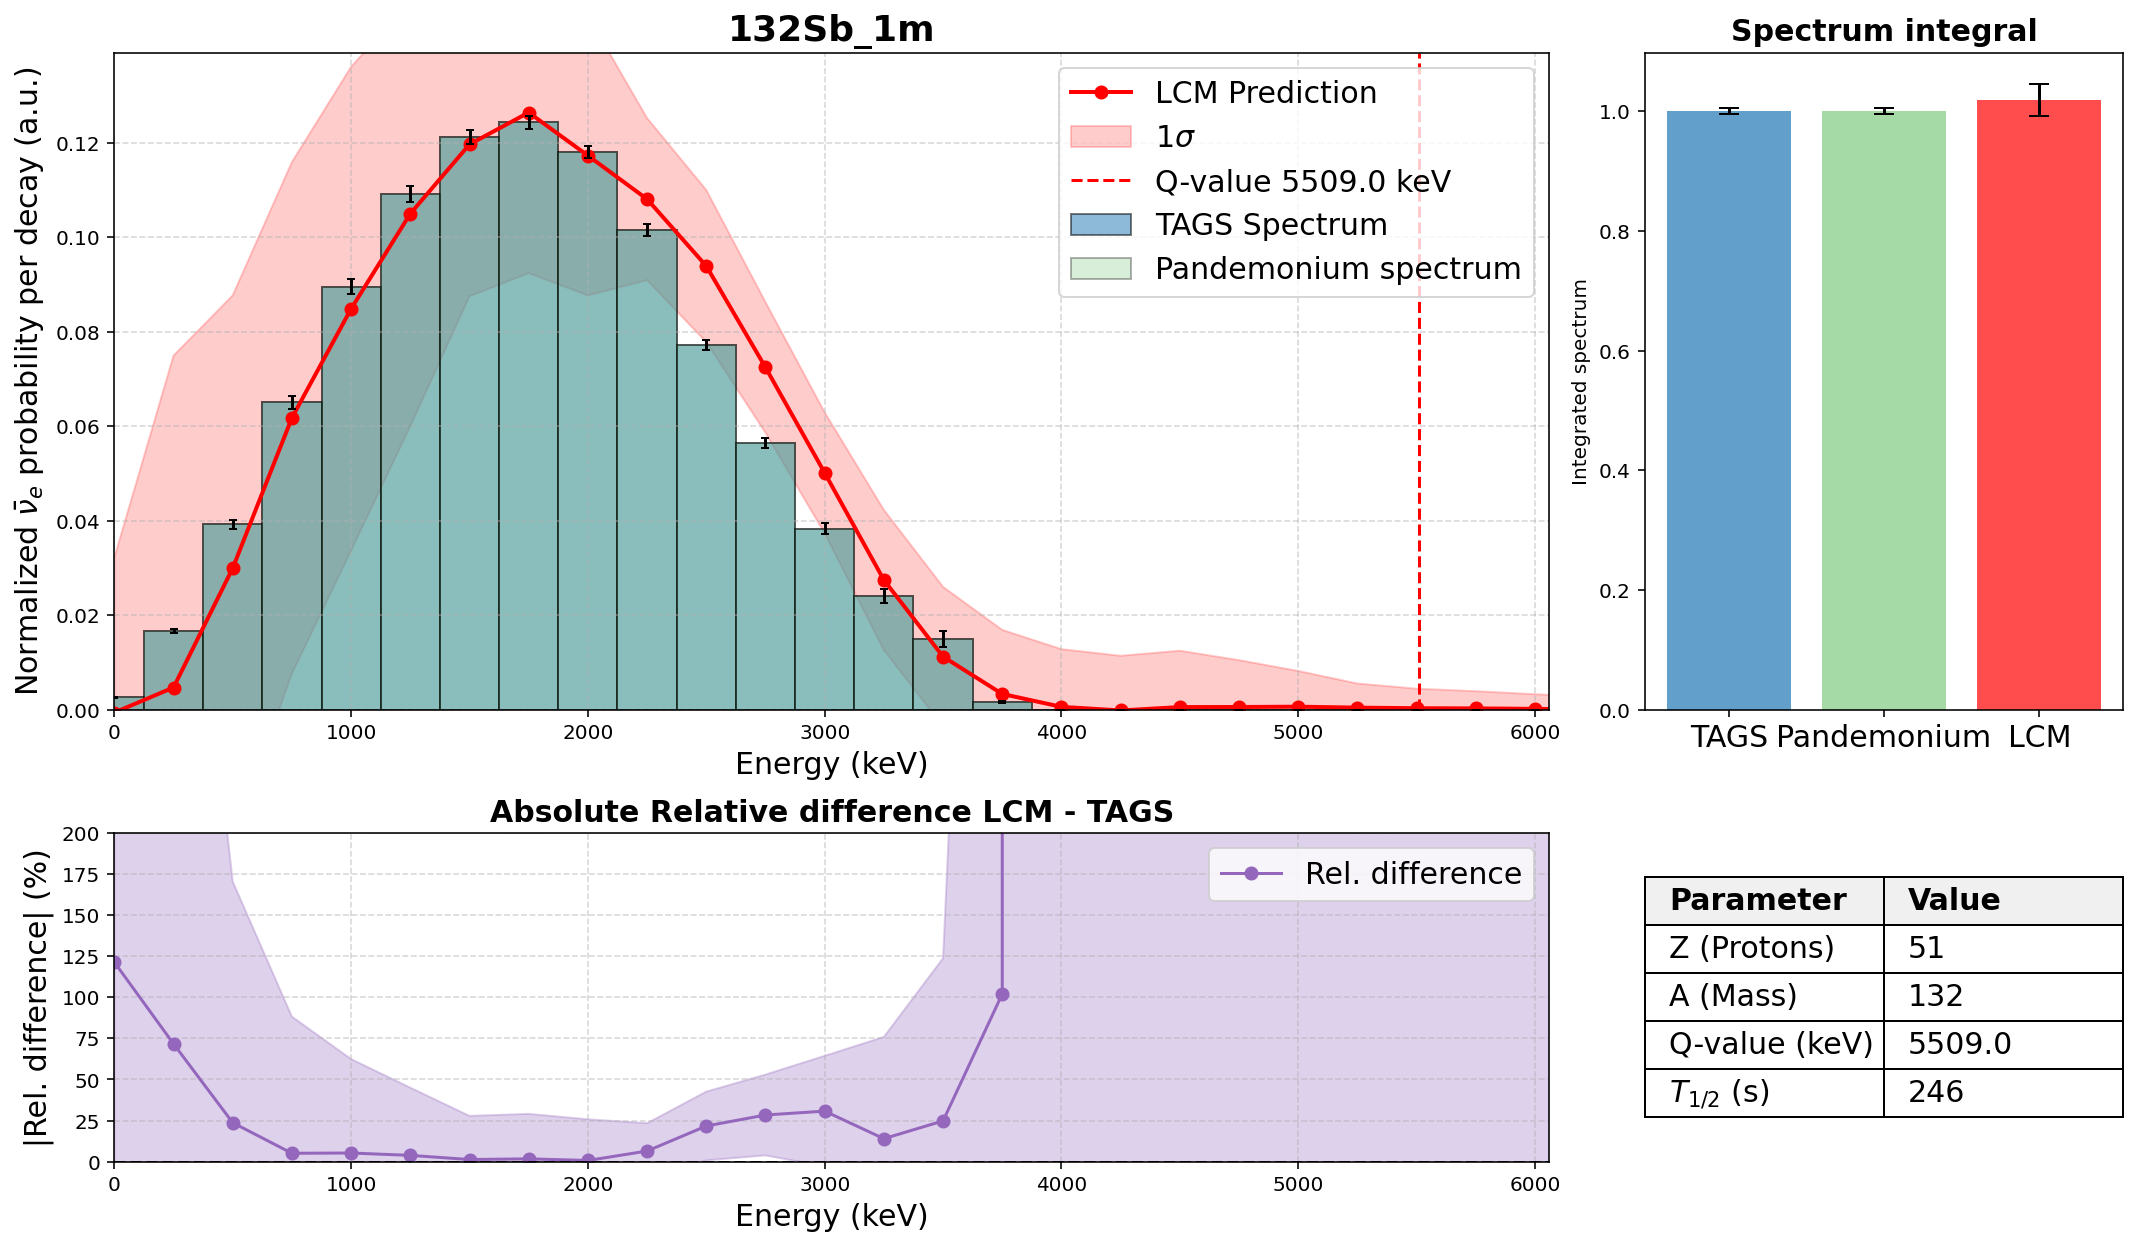 132Sb_1m
Normalized ν̄ₑ probability per decay (a.u.)
0.12
0.10
0.08
0.06
0.04
0.02
0.00
0 1000 2000 3000 4000 5000 6000
Energy (keV)
LCM Prediction
1σ
Q-value 5509.0 keV
TAGS Spectrum
Pandemonium spectrum
Spectrum integral
Integrated spectrum
1.0
0.8
0.6
0.4
0.2
0.0
TAGS Pandemonium LCM
Absolute Relative difference LCM - TAGS
|Rel. difference| (%)
200
175
150
125
100
75
50
25
0
0 1000 2000 3000 4000 5000 6000
Energy (keV)
Rel. difference
Parameter Value
Z (Protons) 51
A (Mass) 132
Q-value (keV) 5509.0
T1/2 (s) 246